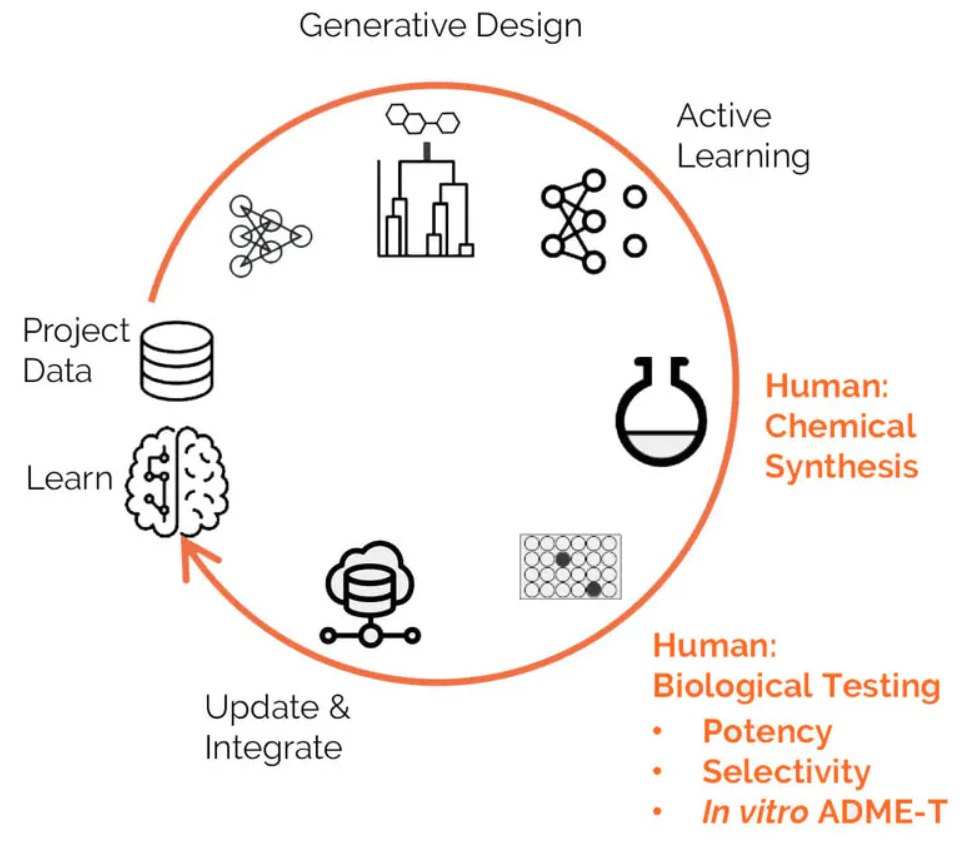 Generative Design
Active
Learning
Project
Data
Human:
Chemical
Synthesis
Learn
Human:
Biological Testing
• Potency
• Selectivity
• In vitro ADME-T
Update &
Integrate